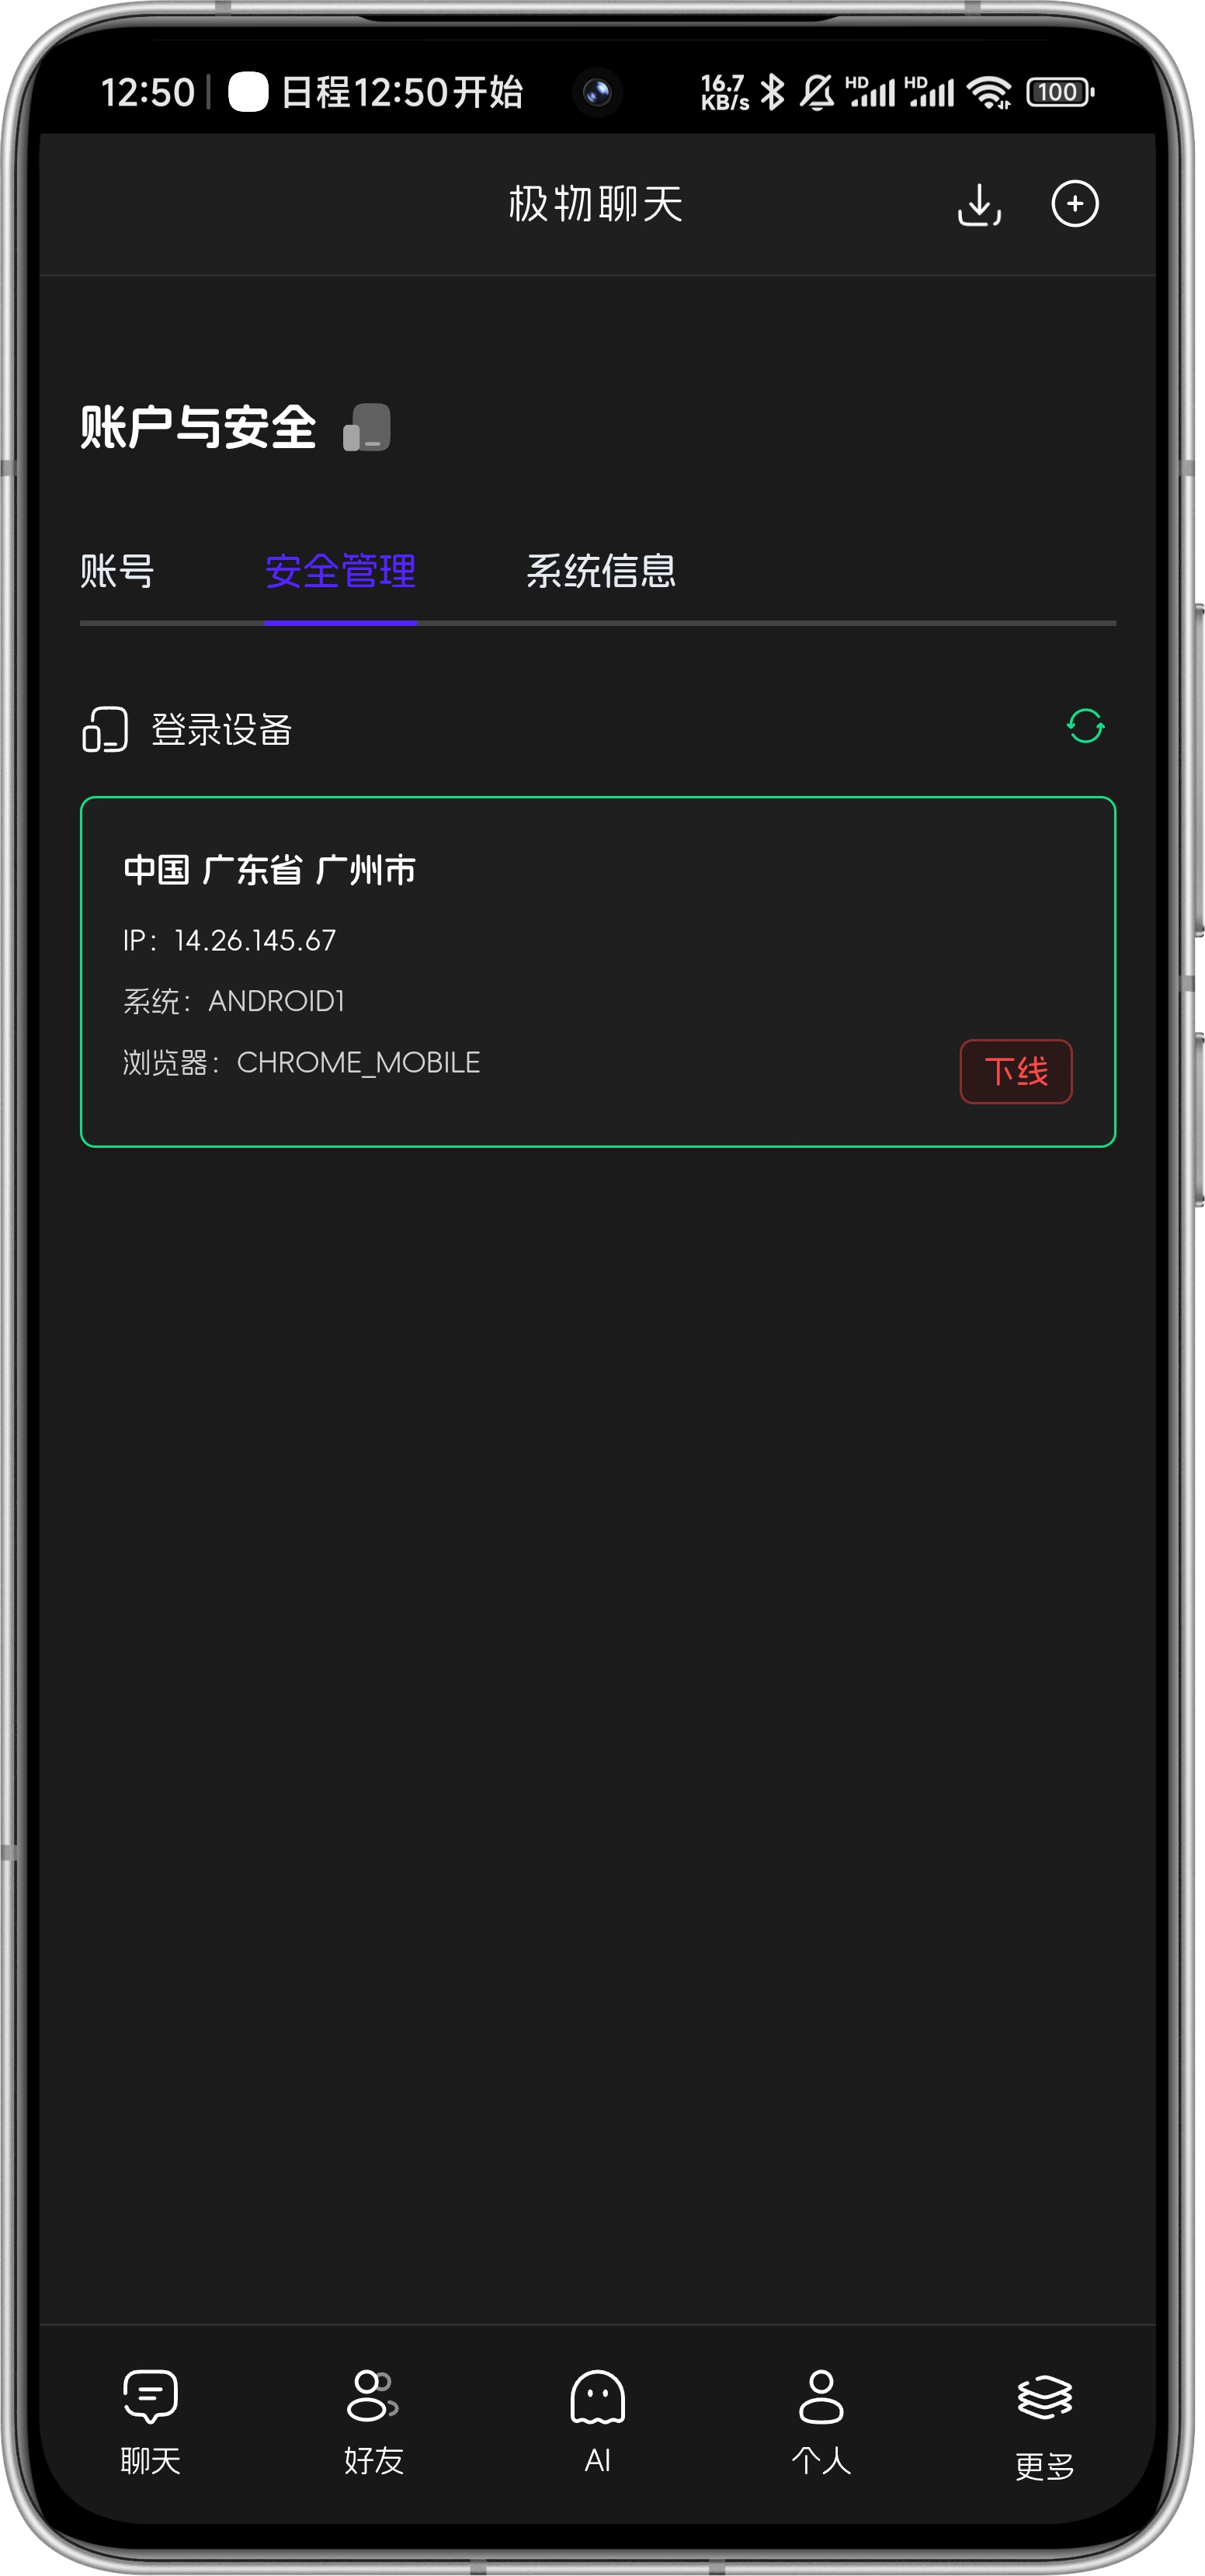 12:50 日程12:50开始 16.7 KB/s HD HD 100
极物聊天
账户与安全
账号 安全管理 系统信息
登录设备
中国 广东省 广州市
IP：14.26.145.67
系统：ANDROID1
浏览器：CHROME_MOBILE
下线
聊天 好友 AI 个人 更多